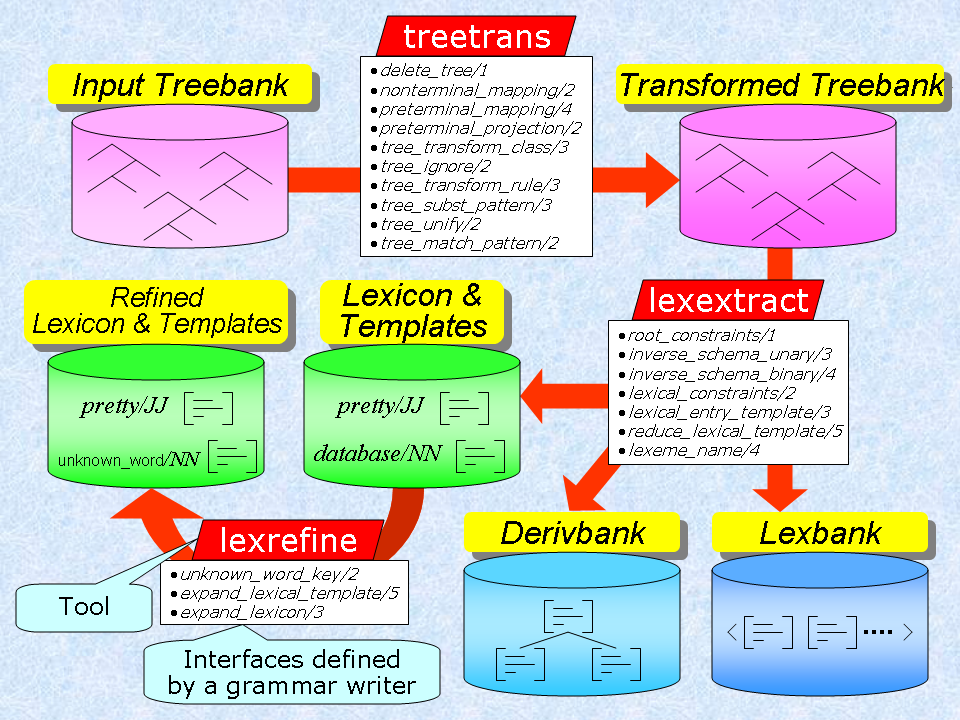 treetrans
• delete_tree/1
• nonterminal_mapping/2
• preterminal_mapping/4
• preterminal_projection/2
• tree_transform_class/3
• tree_ignore/2
• tree_transform_rule/3
• tree_subst_pattern/3
• tree_unify/2
• tree_match_pattern/2
Input Treebank
Transformed Treebank
Refined
Lexicon & Templates
Lexicon &
Templates
lexextract
• root_constraints/1
• inverse_schema_unary/3
• inverse_schema_binary/4
• lexical_constraints/2
• lexical_entry_template/3
• reduce_lexical_template/5
• lexeme_name/4
pretty/JJ
unknown_word/NN
pretty/JJ
database/NN
lexrefine
• unknown_word_key/2
• expand_lexical_template/5
• expand_lexicon/3
Tool
Interfaces defined
by a grammar writer
Derivbank
Lexbank
< .... >